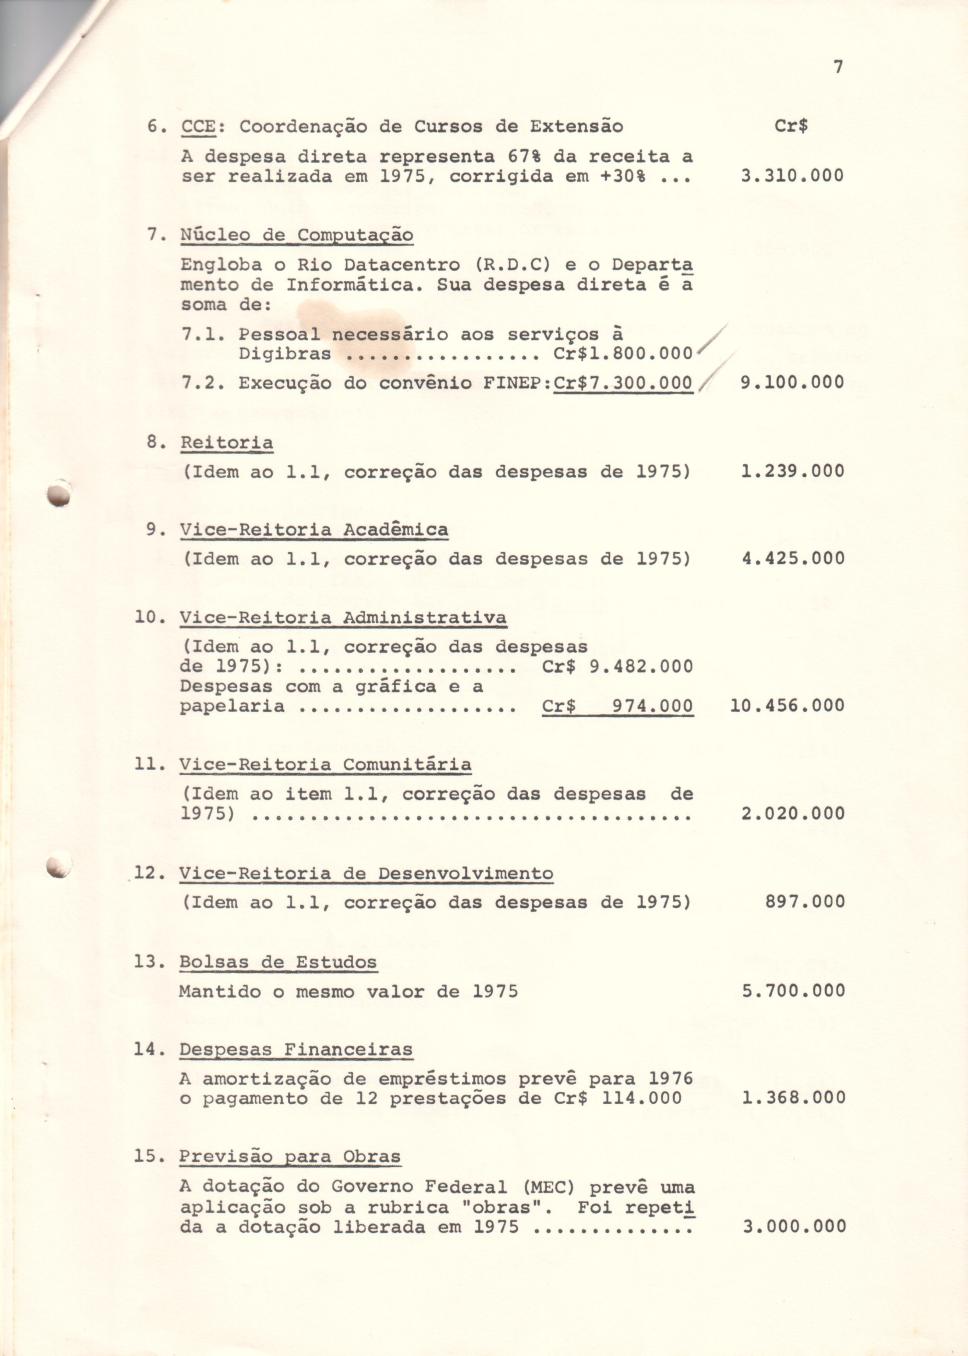 7
6. CCE: Coordenação de Cursos de Extensão Cr$
A despesa direta representa 67% da receita a
ser realizada em 1975, corrigida em +30% ... 3.310.000
7. Núcleo de Computação
Engloba o Rio Datacentro (R.D.C) e o Departa
mento de Informática. Sua despesa direta é a
soma de:
7.1. Pessoal necessário aos serviços à
Digibras ................. Cr$1.800.000
7.2. Execução do convênio FINEP:Cr$7.300.000 9.100.000
8. Reitoria
(Idem ao 1.1, correção das despesas de 1975) 1.239.000
9. Vice-Reitoria Acadêmica
(Idem ao 1.1, correção das despesas de 1975) 4.425.000
10. Vice-Reitoria Administrativa
(Idem ao 1.1, correção das despesas
de 1975): ................... Cr$ 9.482.000
Despesas com a gráfica e a
papelaria ................... Cr$ 974.000 10.456.000
11. Vice-Reitoria Comunitária
(Idem ao item 1.1, correção das despesas de
1975) ...................................... 2.020.000
12. Vice-Reitoria de Desenvolvimento
(Idem ao 1.1, correção das despesas de 1975) 897.000
13. Bolsas de Estudos
Mantido o mesmo valor de 1975 5.700.000
14. Despesas Financeiras
A amortização de empréstimos prevê para 1976
o pagamento de 12 prestações de Cr$ 114.000 1.368.000
15. Previsão para Obras
A dotação do Governo Federal (MEC) prevê uma
aplicação sob a rubrica "obras". Foi repeti
da a dotação liberada em 1975 .............. 3.000.000